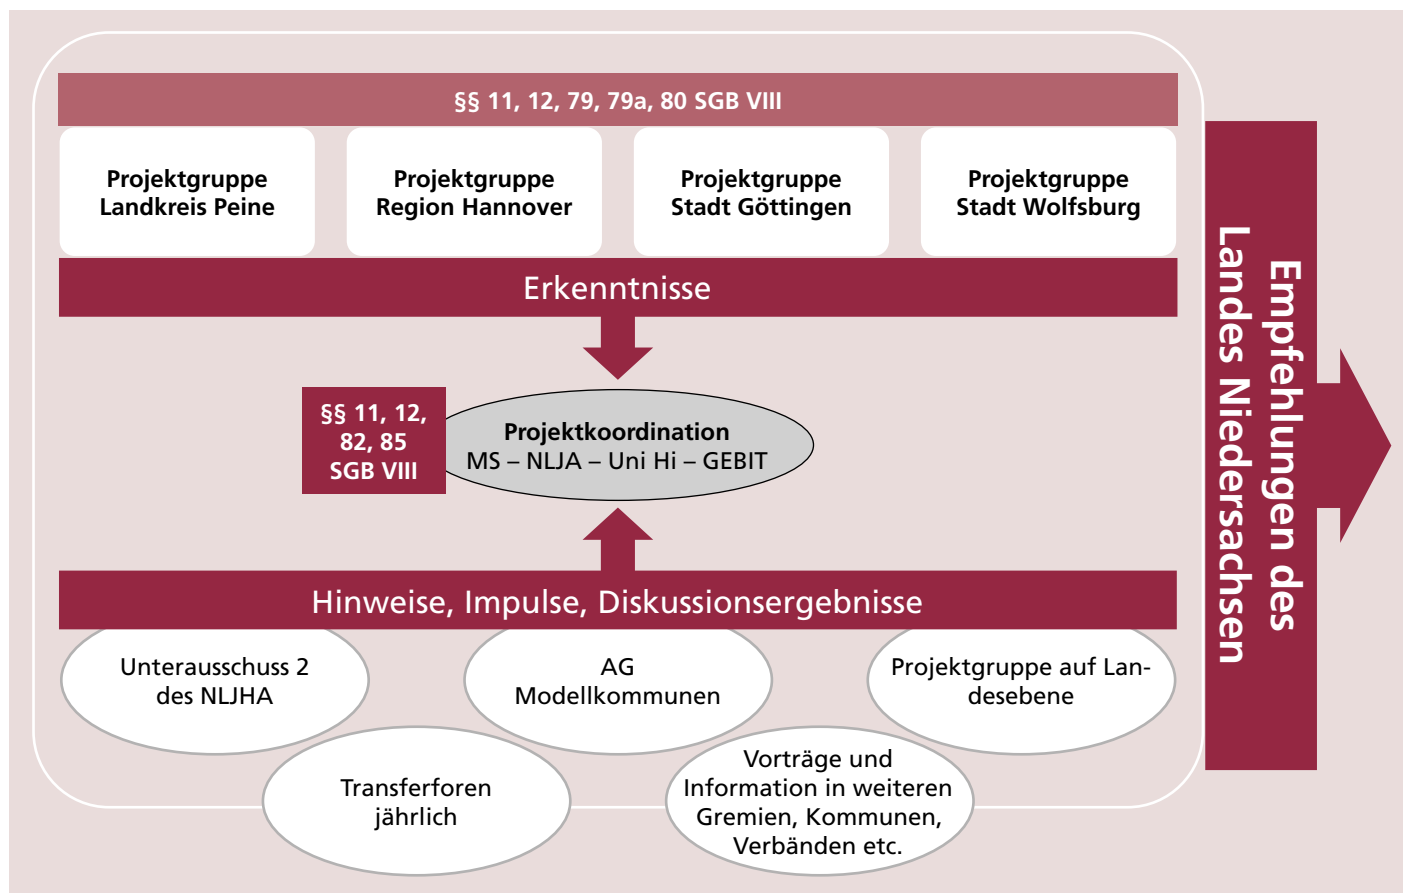 §§ 11, 12, 79, 79a, 80 SGB VIII
Projektgruppe
Landkreis Peine
Projektgruppe
Region Hannover
Projektgruppe
Stadt Göttingen
Projektgruppe
Stadt Wolfsburg
Erkenntnisse
§§ 11, 12,
82, 85
SGB VIII
Projektkoordination
MS – NLJA – Uni Hi – GEBIT
Hinweise, Impulse, Diskussionsergebnisse
Unterausschuss 2
des NLJHA
AG
Modellkommunen
Projektgruppe auf Lan-
desebene
Transferforen
jährlich
Vorträge und
Information in weiteren
Gremien, Kommunen,
Verbänden etc.
Empfehlungen des
Landes Niedersachsen